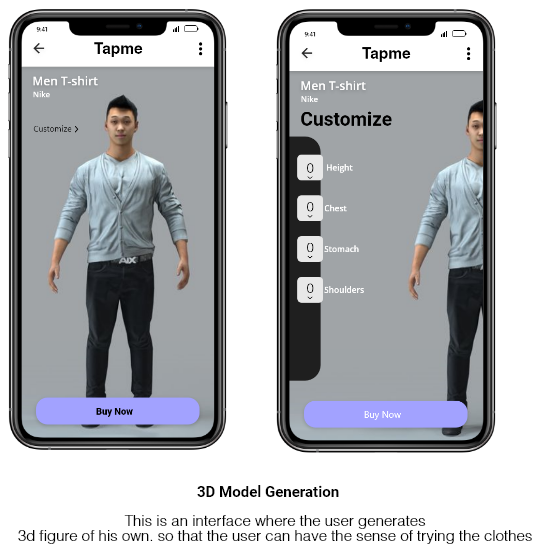 9:41
Tapme
Men T-shirt
Nike
Customize >
AIX
Buy Now
9:41
Tapme
Men T-shirt
Nike
Customize
0 Height
0 Chest
0 Stomach
0 Shoulders
Buy Now
3D Model Generation
This is an interface where the user generates
3d figure of his own. so that the user can have the sense of trying the clothes